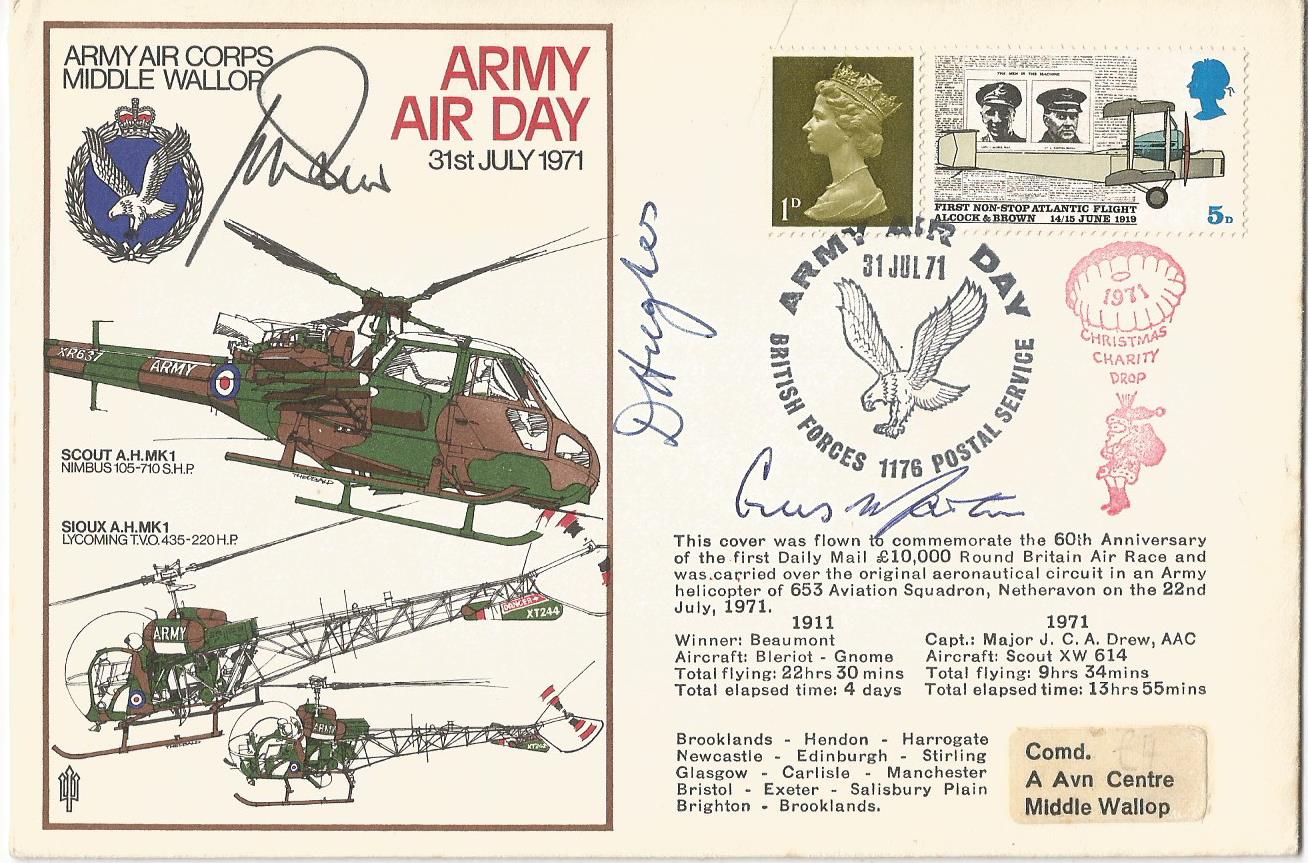 ARMY AIR CORPS
MIDDLE WALLOP
ARMY
AIR DAY
31st JULY 1971
XR637
ARMY
SCOUT A.H.MK1
NIMBUS 105-710 S.H.P.
THEOBALD
SIOUX A.H.MK1
LYCOMING T.V.O. 435-220 H.P.
DANGER
XT244
ARMY
ARMY
D Hughes
1D
THE MEN IN THE MACHINE
FIRST NON-STOP ATLANTIC FLIGHT
ALCOCK & BROWN 14/15 JUNE 1919
5D
ARMY AIR DAY
31 JUL 71
BRITISH FORCES 1176 POSTAL SERVICE
1971
CHRISTMAS
CHARITY
DROP
Gus Martin
This cover was flown to commemorate the 60th Anniversary
of the first Daily Mail £10,000 Round Britain Air Race and
was carried over the original aeronautical circuit in an Army
helicopter of 653 Aviation Squadron, Netheravon on the 22nd
July, 1971.
1911
Winner: Beaumont
Aircraft: Bleriot - Gnome
Total flying: 22hrs 30 mins
Total elapsed time: 4 days
1971
Capt.: Major J. C. A. Drew, AAC
Aircraft: Scout XW 614
Total flying: 9hrs 34mins
Total elapsed time: 13hrs 55mins
Brooklands - Hendon - Harrogate
Newcastle - Edinburgh - Stirling
Glasgow - Carlisle - Manchester
Bristol - Exeter - Salisbury Plain
Brighton - Brooklands.
Comd.
A Avn Centre
Middle Wallop